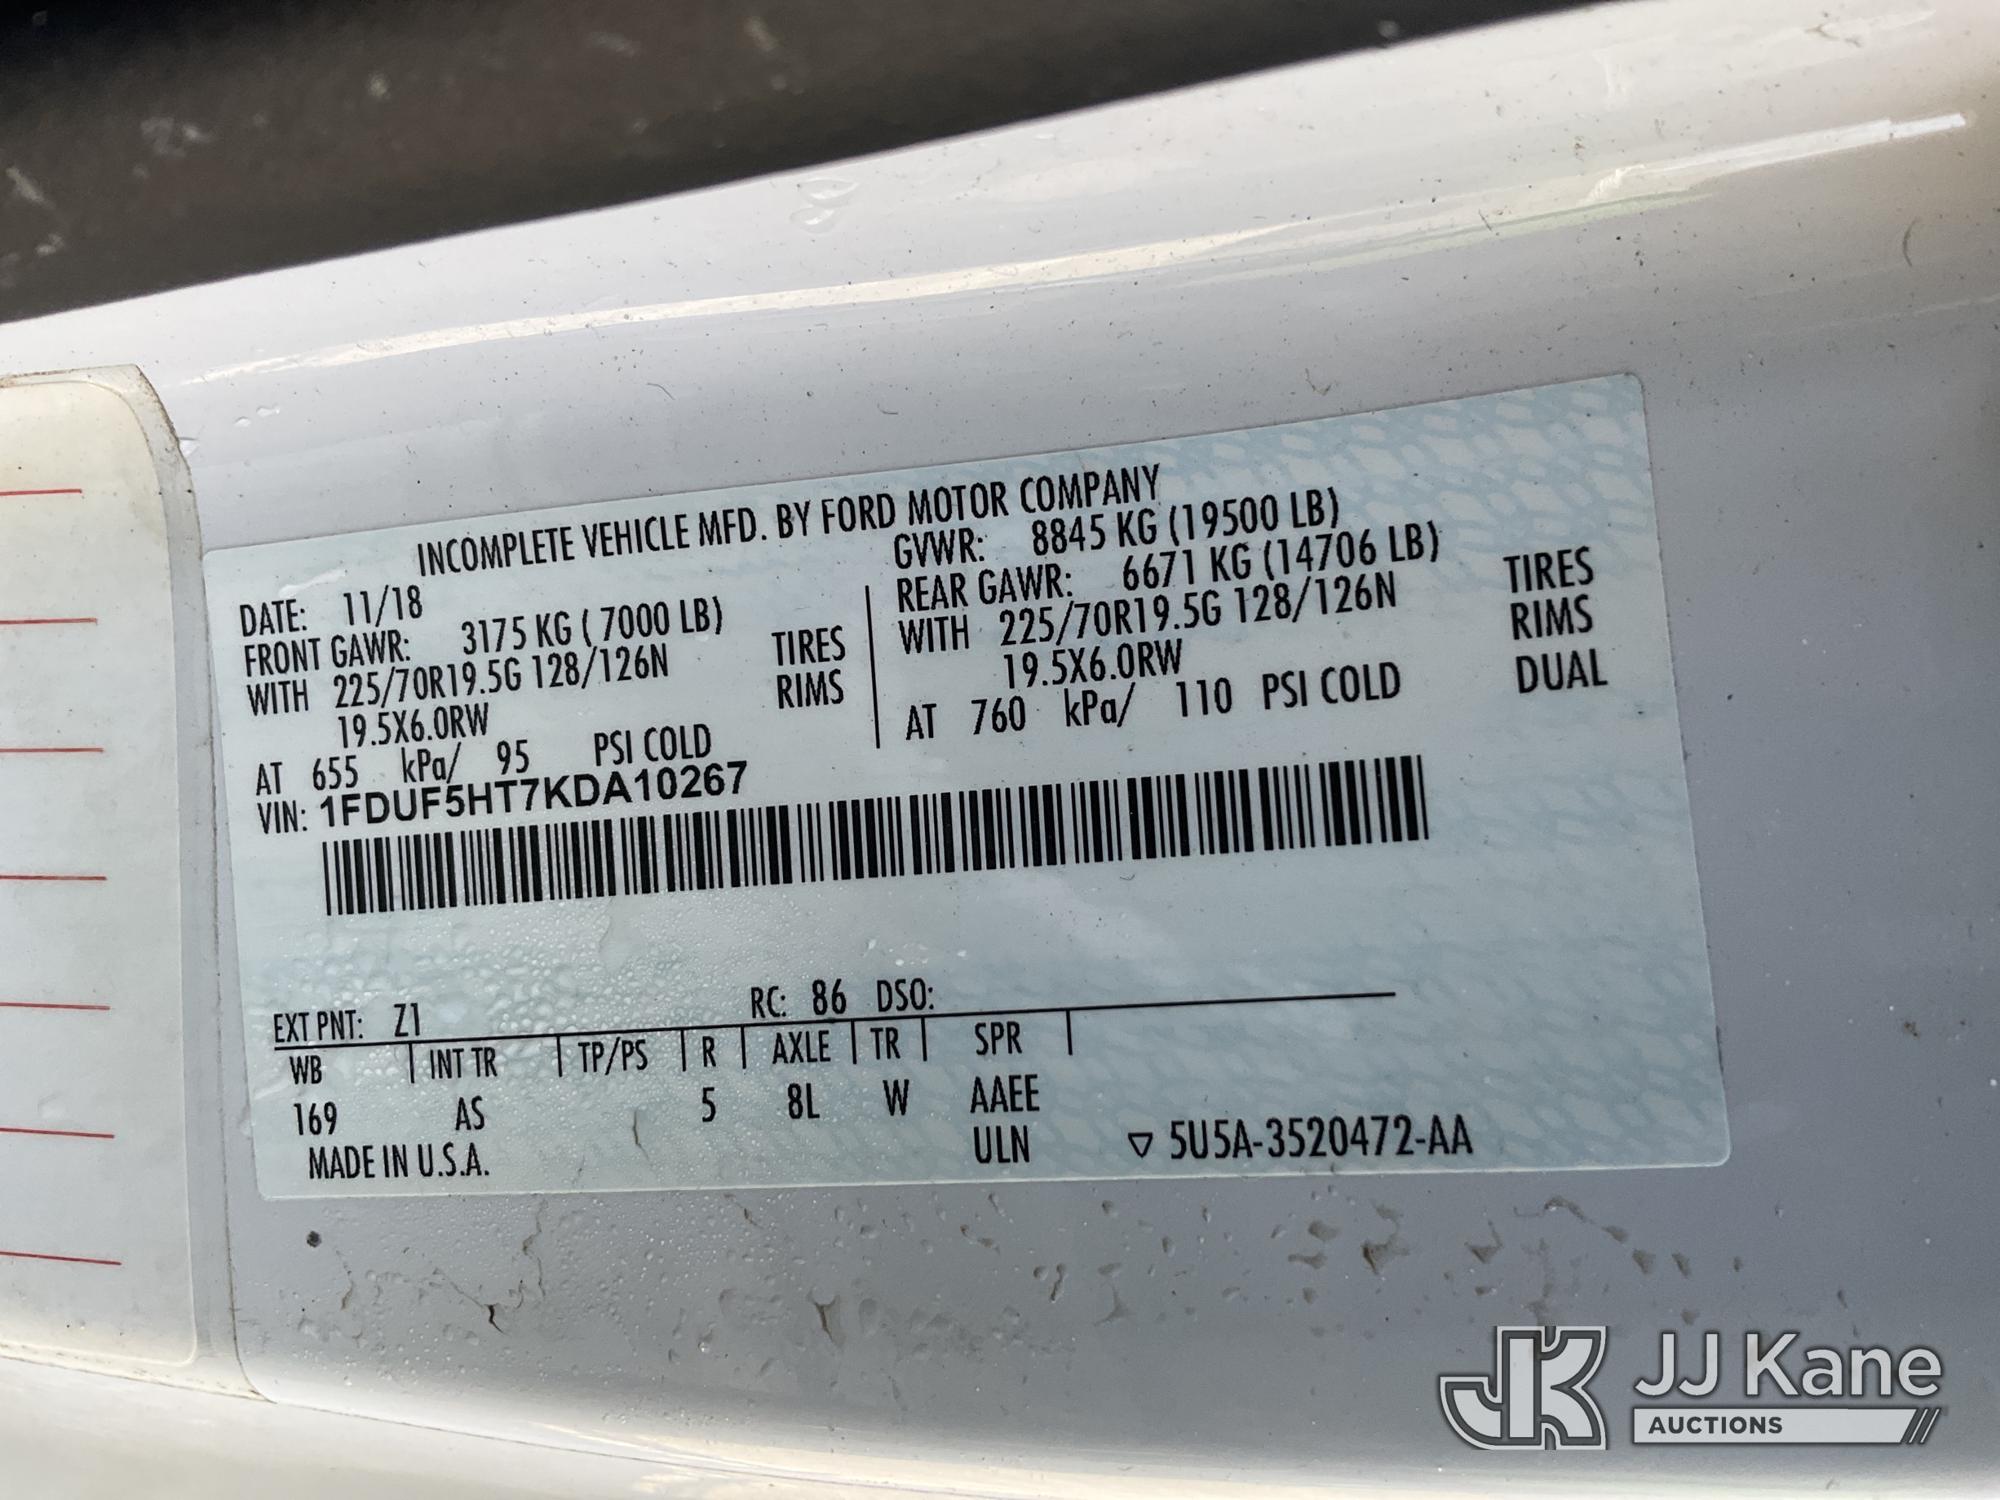 INCOMPLETE VEHICLE MFD. BY FORD MOTOR COMPANY
DATE: 11/18
FRONT GAWR: 3175 KG ( 7000 LB)
WITH 225/70R19.5G 128/126N TIRES
19.5X6.0RW RIMS
AT 655 kPa/ 95 PSI COLD
GVWR: 8845 KG (19500 LB)
REAR GAWR: 6671 KG (14706 LB)
WITH 225/70R19.5G 128/126N TIRES
19.5X6.0RW RIMS
AT 760 kPa/ 110 PSI COLD DUAL
VIN: 1FDUF5HT7KDA10267
EXT PNT: Z1 RC: 86 DSO:
WB | INT TR | TP/PS | R | AXLE | TR | SPR |
169 AS 5 8L W AAEE
MADE IN U.S.A. ULN ▽ 5U5A-3520472-AA
JK JJ Kane
AUCTIONS